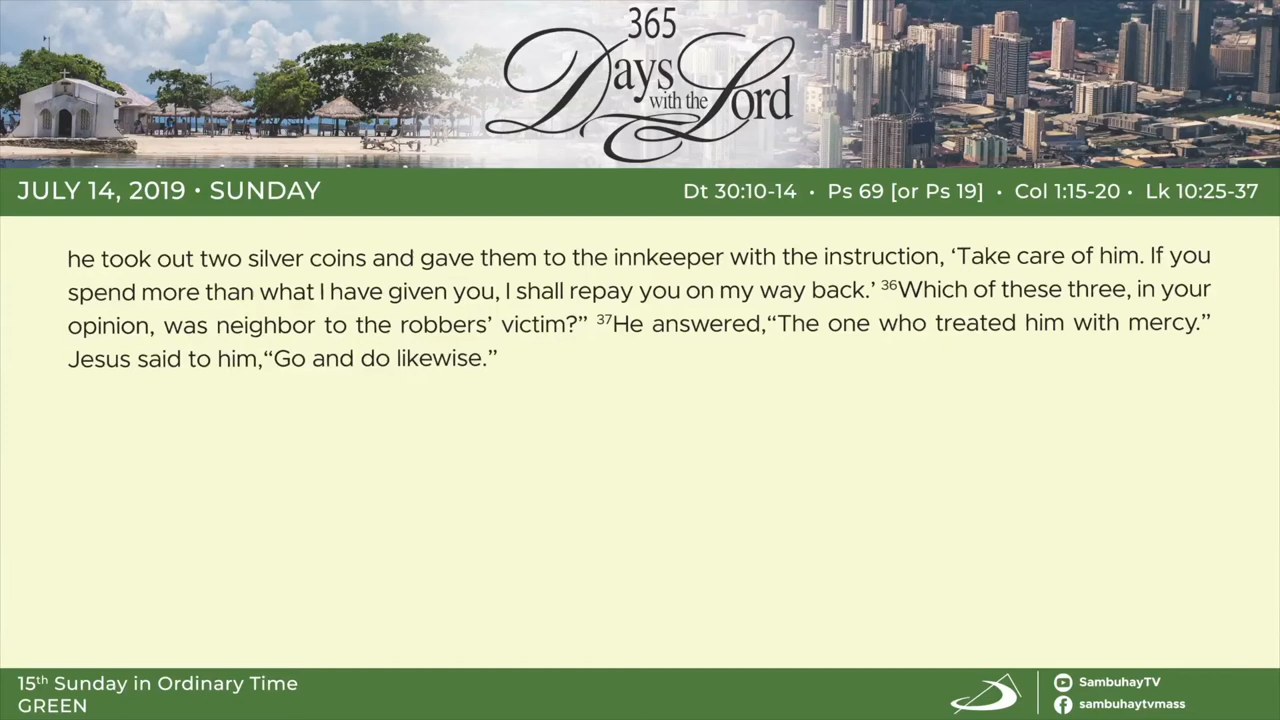 365
Days
with the
Lord
JULY 14, 2019 • SUNDAY
Dt 30:10-14 • Ps 69 [or Ps 19] • Col 1:15-20 • Lk 10:25-37
he took out two silver coins and gave them to the innkeeper with the instruction, ‘Take care of him. If you
spend more than what I have given you, I shall repay you on my way back.’ ³⁶Which of these three, in your
opinion, was neighbor to the robbers’ victim?” ³⁷He answered,“The one who treated him with mercy.”
Jesus said to him,“Go and do likewise.”
15th Sunday in Ordinary Time
GREEN
SambuhayTV
sambuhaytvmass